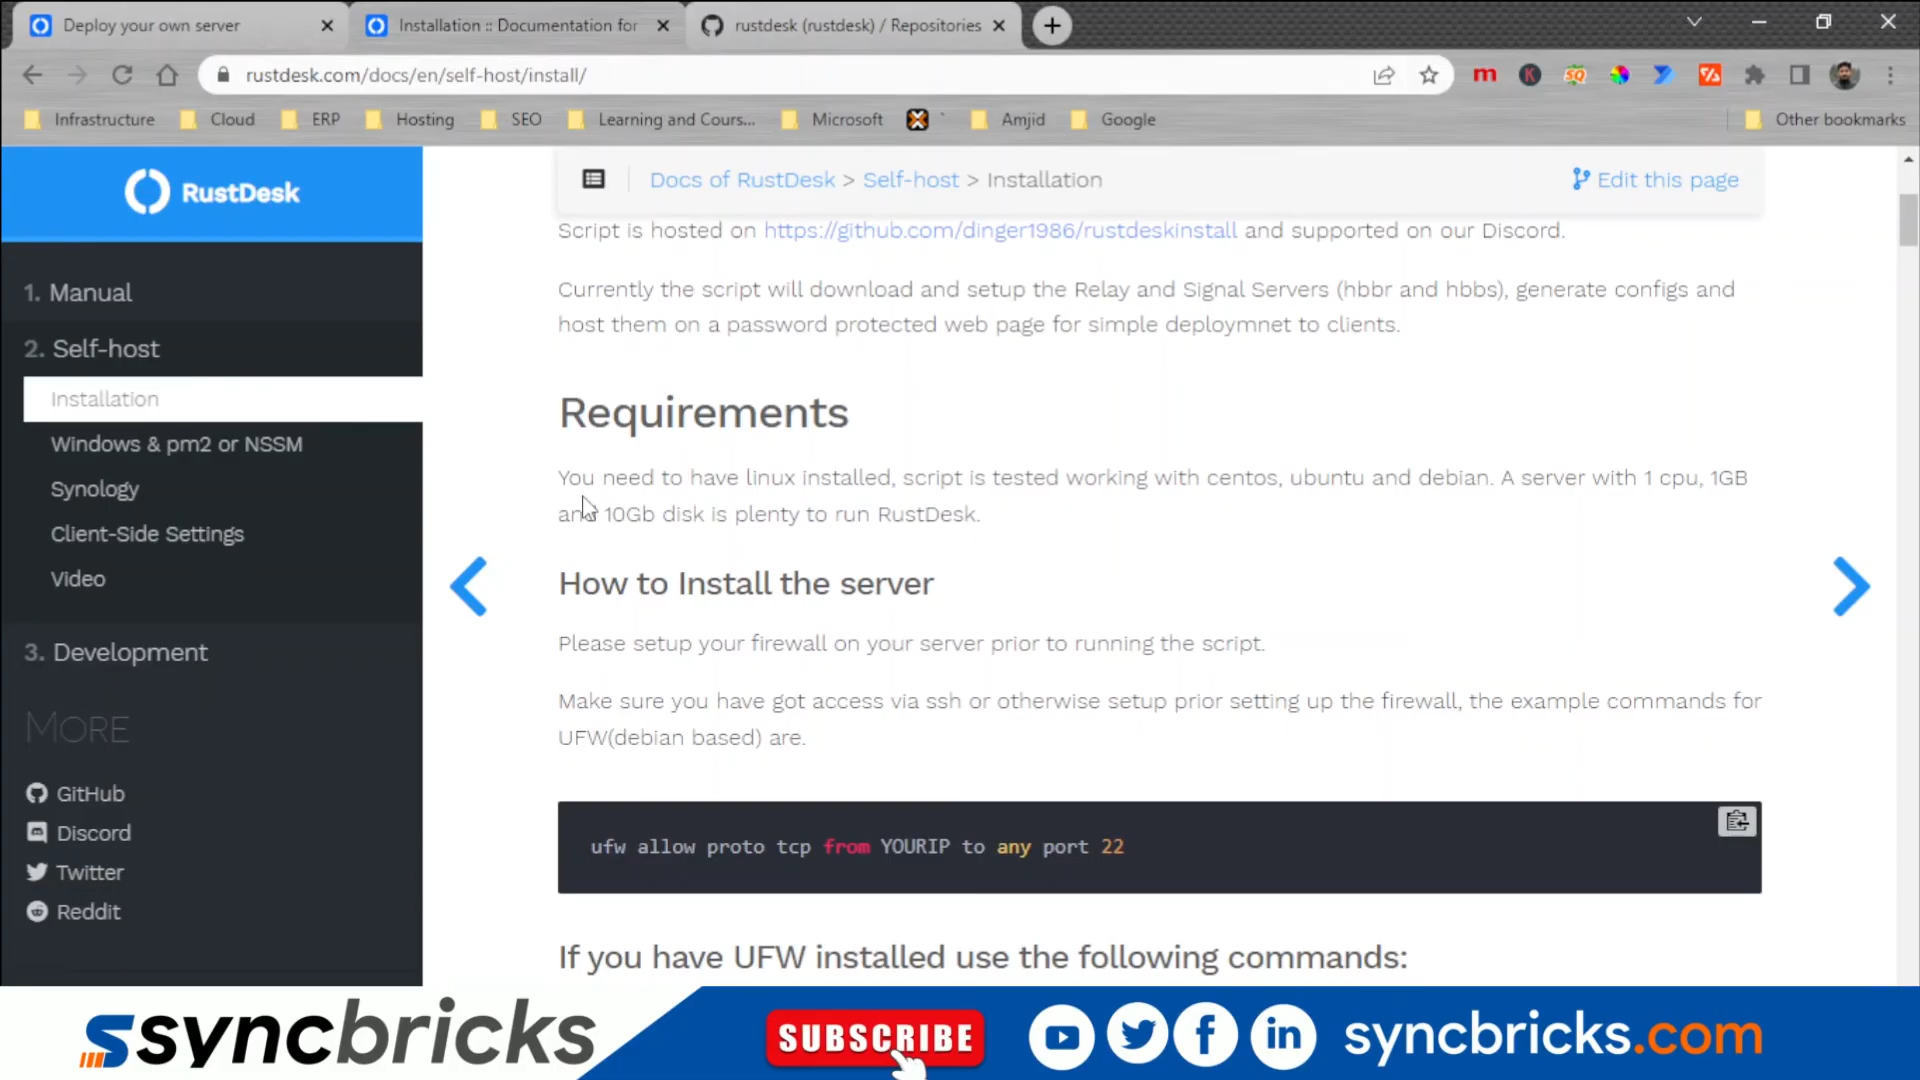 Deploy your own server
Installation :: Documentation for
rustdesk (rustdesk) / Repositories
rustdesk.com/docs/en/self-host/install/
Infrastructure
Cloud
ERP
Hosting
SEO
Learning and Cours...
Microsoft
Amjid
Google
Other bookmarks
RustDesk
1. Manual
2. Self-host
Installation
Windows & pm2 or NSSM
Synology
Client-Side Settings
Video
3. Development
MORE
GitHub
Discord
Twitter
Reddit
Docs of RustDesk > Self-host > Installation
Edit this page
Script is hosted on https://github.com/dinger1986/rustdeskinstall and supported on our Discord.
Currently the script will download and setup the Relay and Signal Servers (hbbr and hbbs), generate configs and
host them on a password protected web page for simple deploymnet to clients.
Requirements
You need to have linux installed, script is tested working with centos, ubuntu and debian. A server with 1 cpu, 1GB
and 10Gb disk is plenty to run RustDesk.
How to Install the server
Please setup your firewall on your server prior to running the script.
Make sure you have got access via ssh or otherwise setup prior setting up the firewall, the example commands for
UFW(debian based) are.
ufw allow proto tcp from YOURIP to any port 22
If you have UFW installed use the following commands:
ssyncbricks
SUBSCRIBE
syncbricks.com